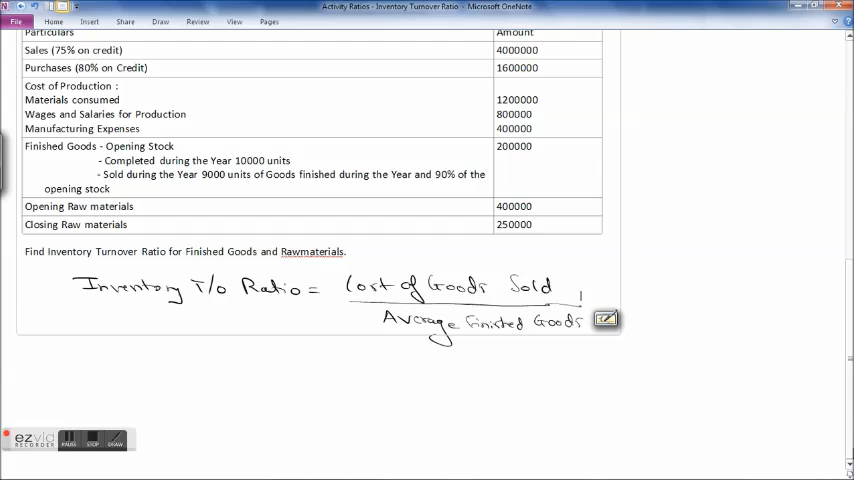 Activity Ratios - Inventory Turnover Ratio - Microsoft OneNote
File Home Insert Share Draw Review View Pages
Particulars Amount
Sales (75% on credit) 4000000
Purchases (80% on Credit) 1600000
Cost of Production :
Materials consumed 1200000
Wages and Salaries for Production 800000
Manufacturing Expenses 400000
Finished Goods - Opening Stock 200000
- Completed during the Year 10000 units
- Sold during the Year 9000 units of Goods finished during the Year and 90% of the
opening stock
Opening Raw materials 400000
Closing Raw materials 250000
Find Inventory Turnover Ratio for Finished Goods and Rawmaterials.
Inventory T/o Ratio = Cost of Goods Sold
Average Finished Goods
ezvid
RECORDER
PAUSE STOP DRAW